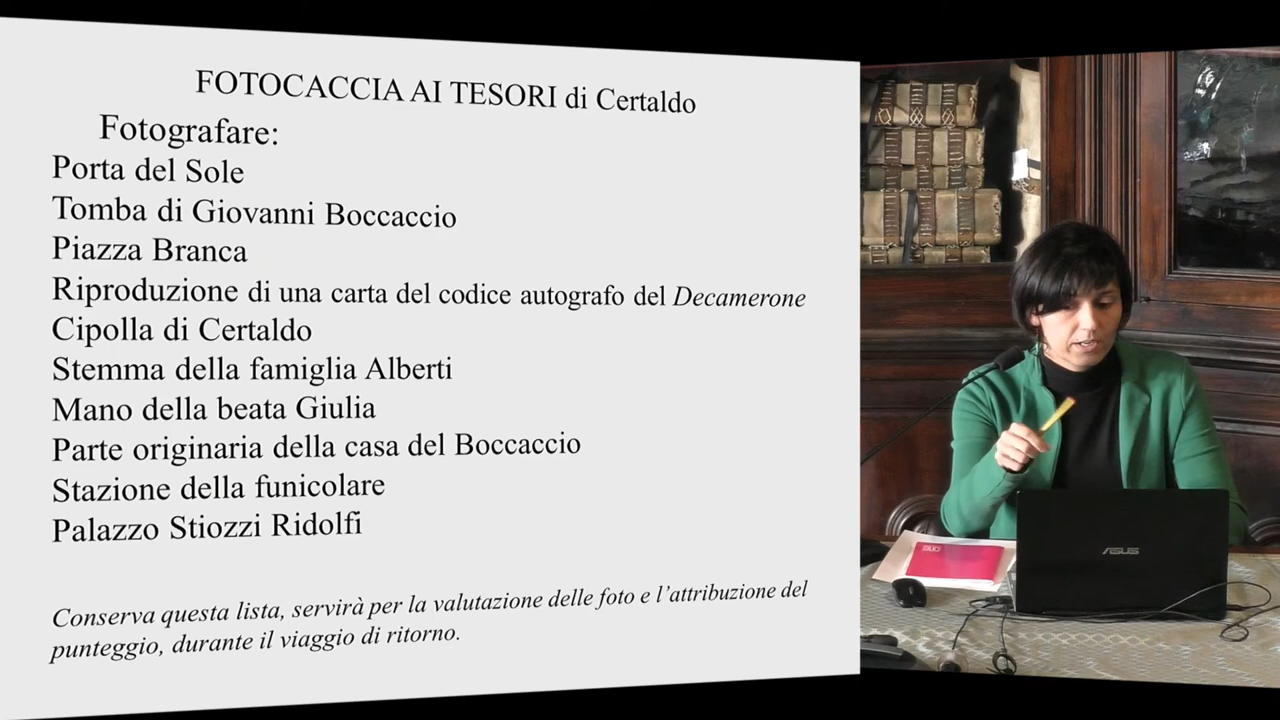 FOTOCACCIA AI TESORI di Certaldo
Fotografare:
Porta del Sole
Tomba di Giovanni Boccaccio
Piazza Branca
Riproduzione di una carta del codice autografo del Decamerone
Cipolla di Certaldo
Stemma della famiglia Alberti
Mano della beata Giulia
Parte originaria della casa del Boccaccio
Stazione della funicolare
Palazzo Stiozzi Ridolfi
Conserva questa lista, servirà per la valutazione delle foto e l’attribuzione del
punteggio, durante il viaggio di ritorno.
ASUS